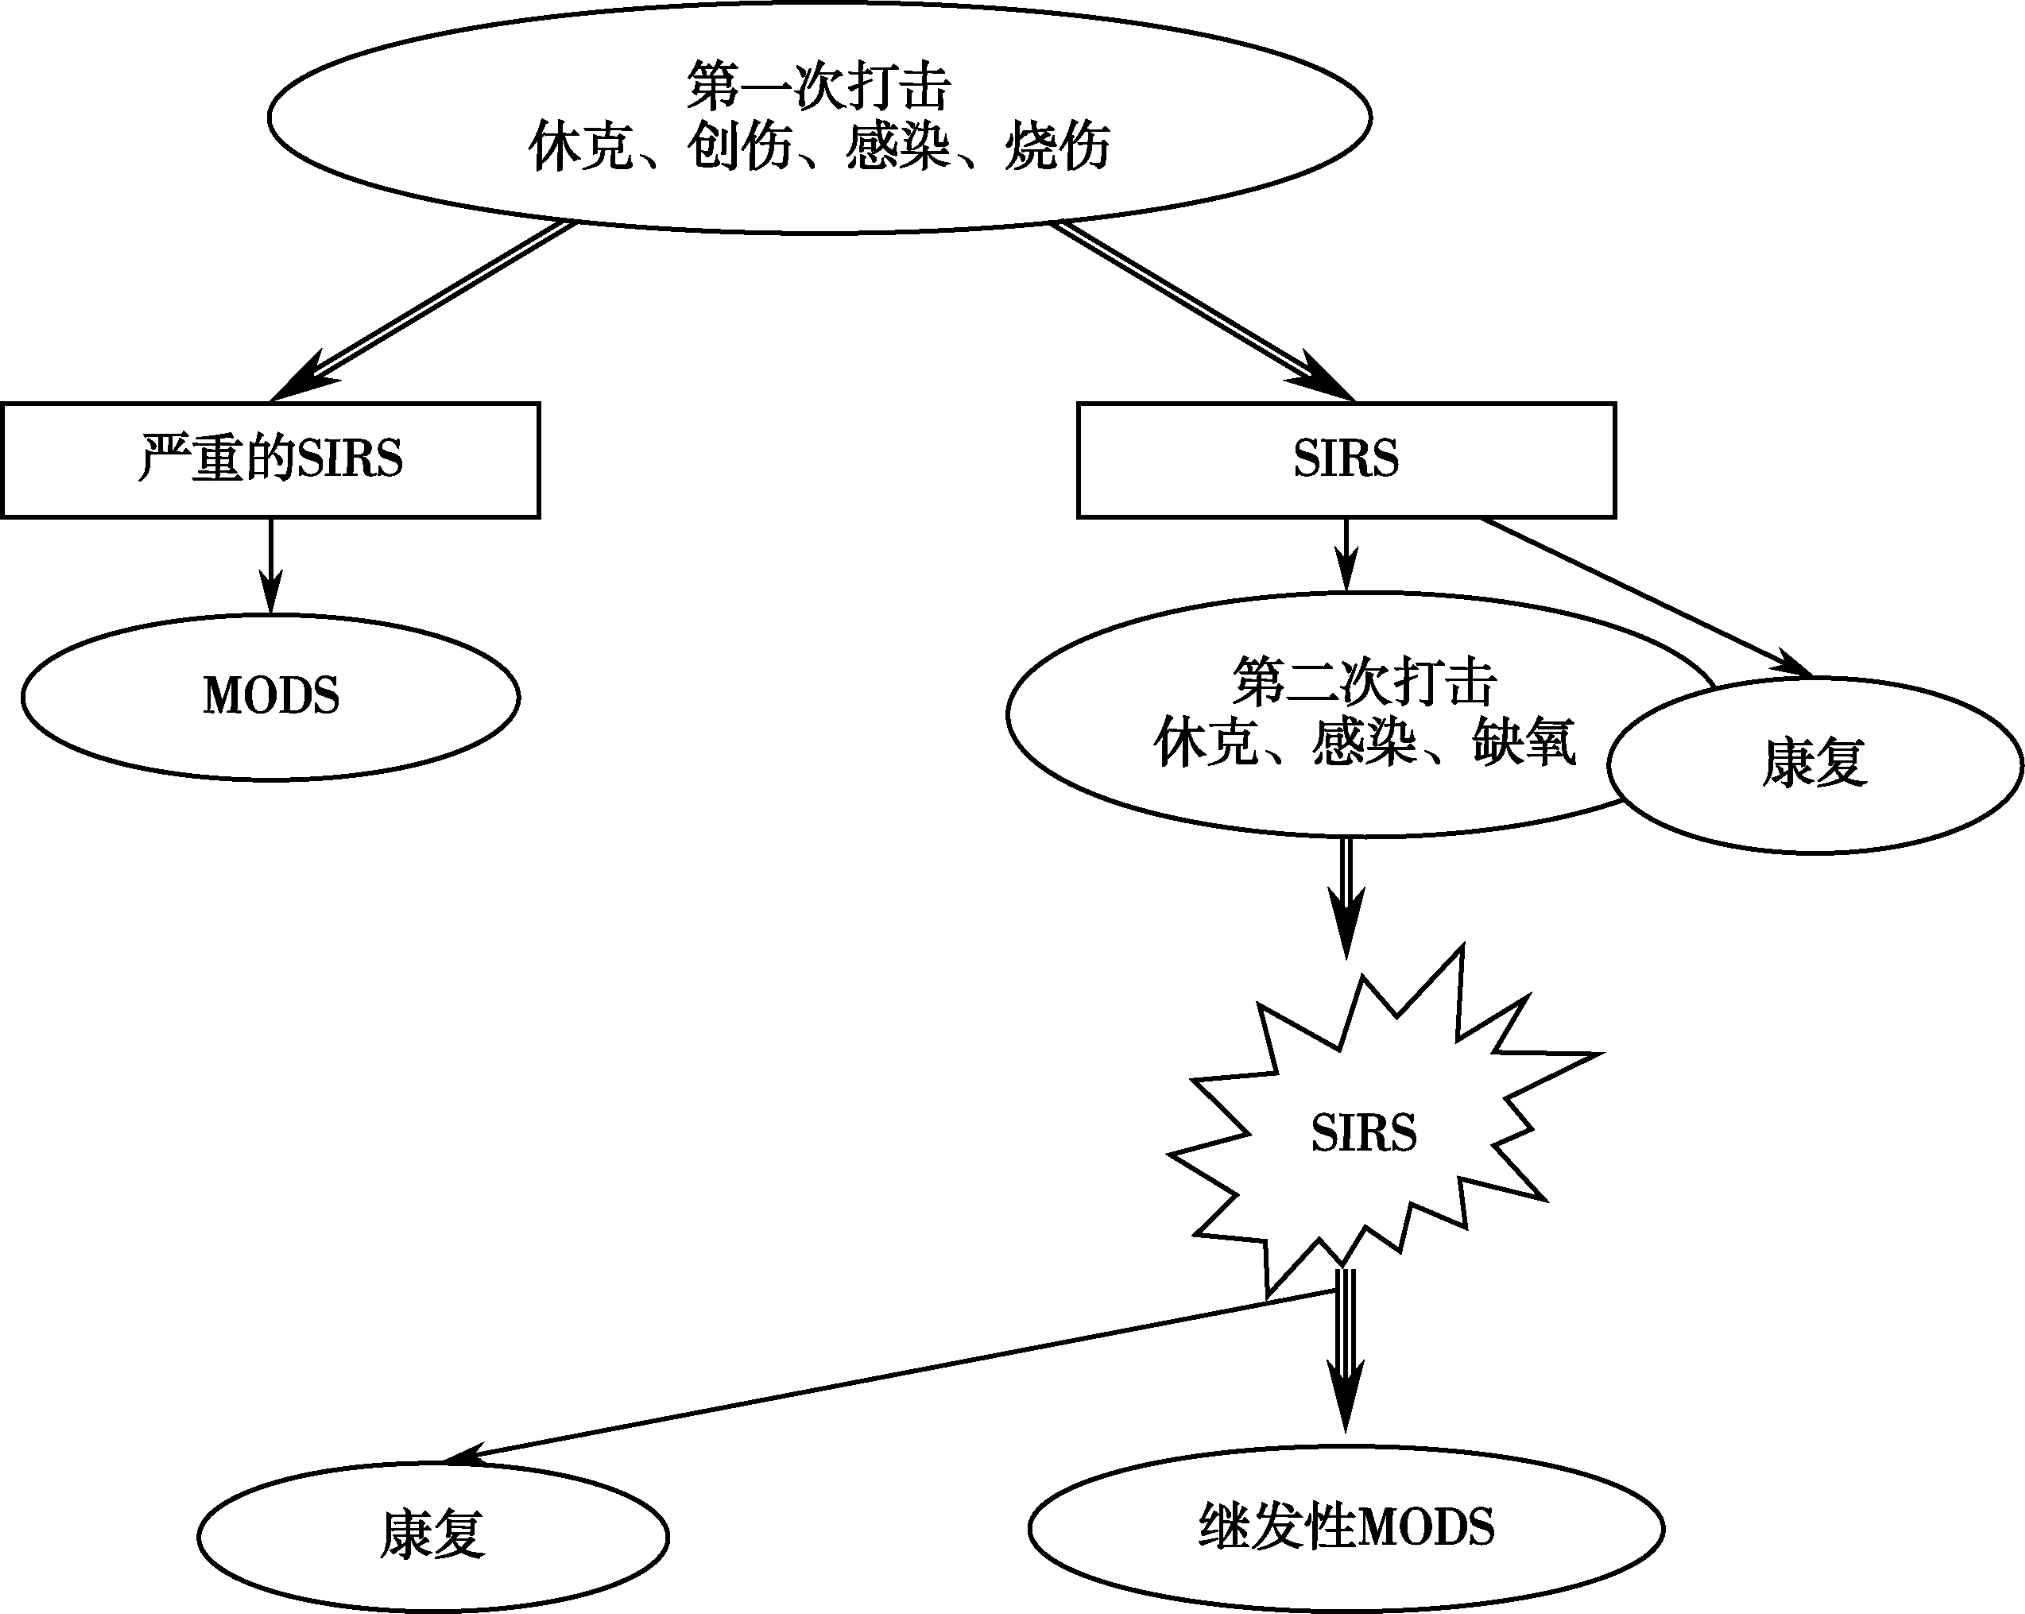 第一次打击
休克、创伤、感染、烧伤
严重的SIRS
SIRS
MODS
第二次打击
休克、感染、缺氧
康复
SIRS
康复
继发性MODS